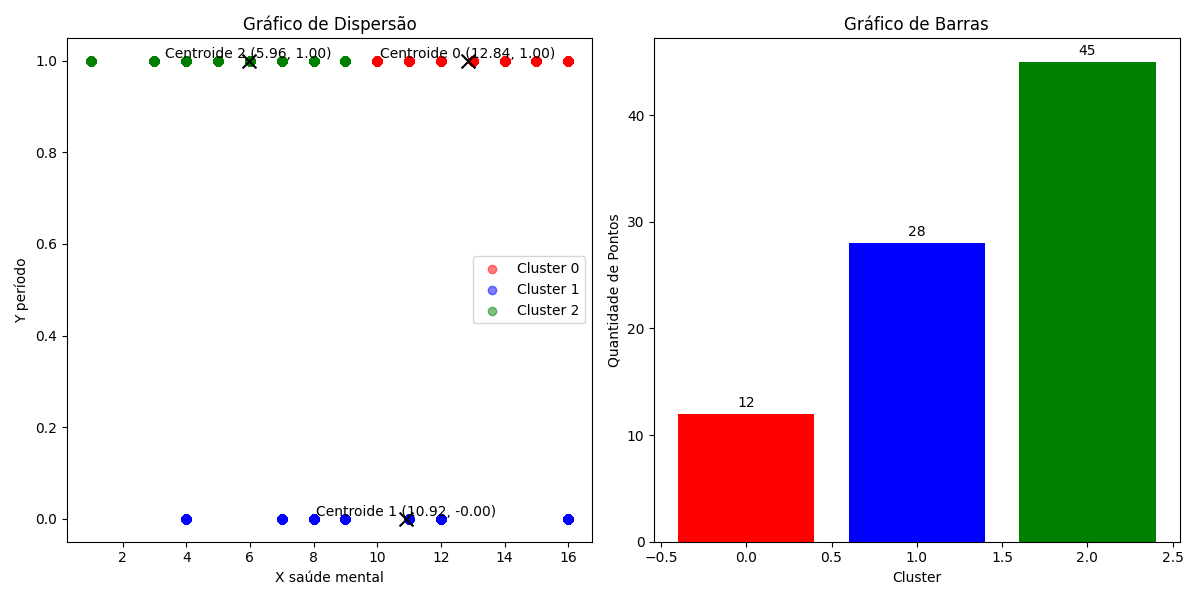 Gráfico de Dispersão
Centroide 2 (5.96, 1.00)
Centroide 0 (12.84, 1.00)
1.0
0.8
0.6
0.4
0.2
0.0
Y período
Cluster 0
Cluster 1
Cluster 2
Centroide 1 (10.92, -0.00)
2 4 6 8 10 12 14 16
X saúde mental
Gráfico de Barras
45
28
12
40
30
20
10
0
Quantidade de Pontos
−0.5 0.0 0.5 1.0 1.5 2.0 2.5
Cluster